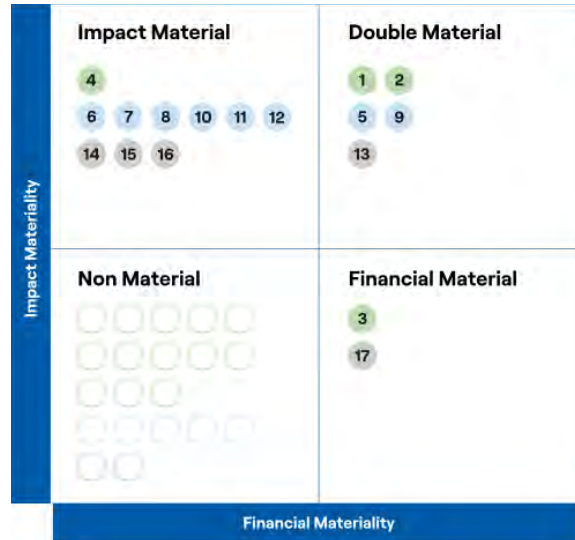 Impact Material
4
6 7 8 10 11 12
14 15 16
Double Material
1 2
5 9
13
Non Material
Financial Material
3
17
Impact Materiality
Financial Materiality